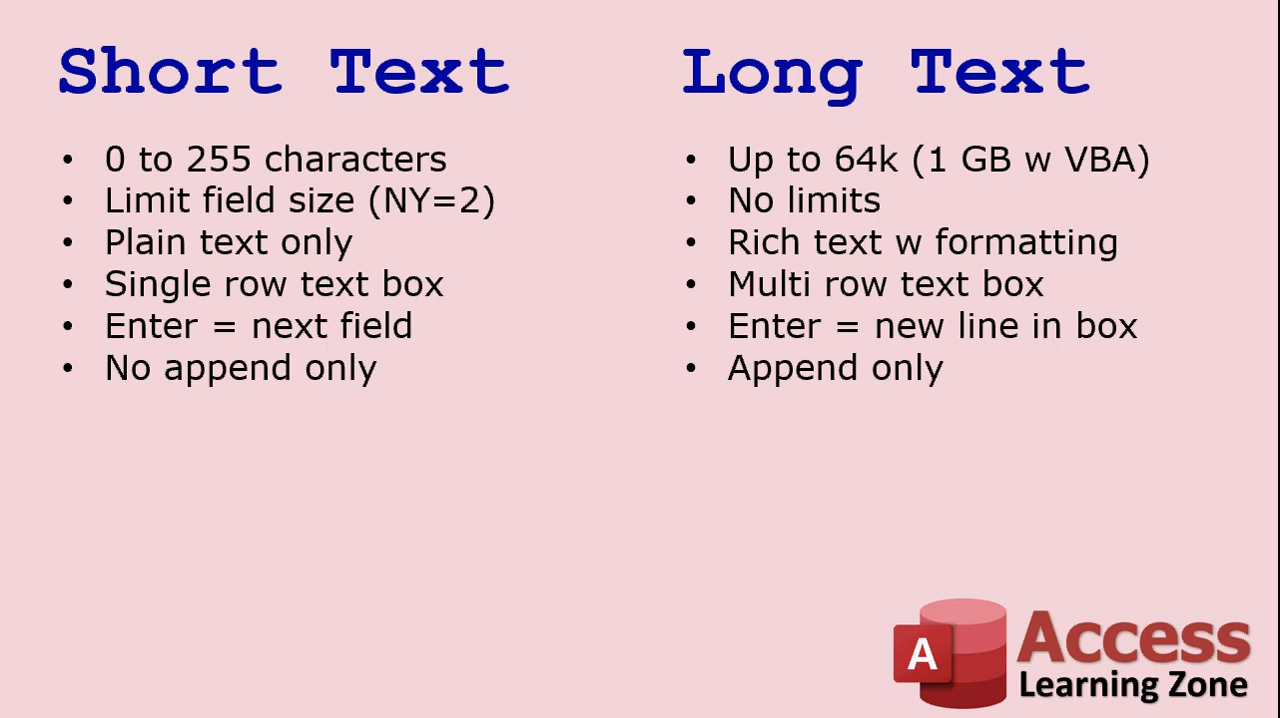 Short Text
• 0 to 255 characters
• Limit field size (NY=2)
• Plain text only
• Single row text box
• Enter = next field
• No append only
Long Text
• Up to 64k (1 GB w VBA)
• No limits
• Rich text w formatting
• Multi row text box
• Enter = new line in box
• Append only
A
Access
Learning Zone